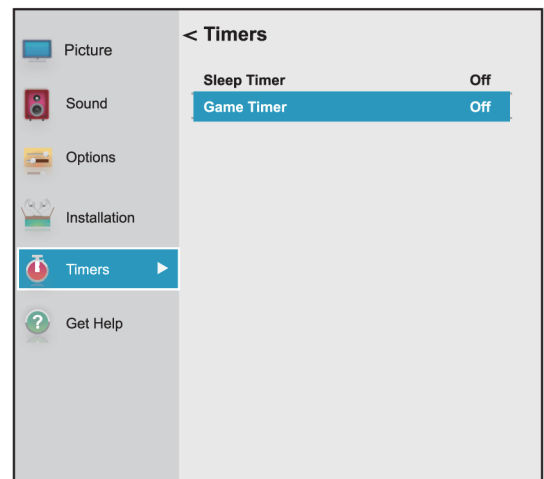 Picture
Sound
Options
Installation
Timers
Get Help
< Timers
Sleep Timer Off
Game Timer Off